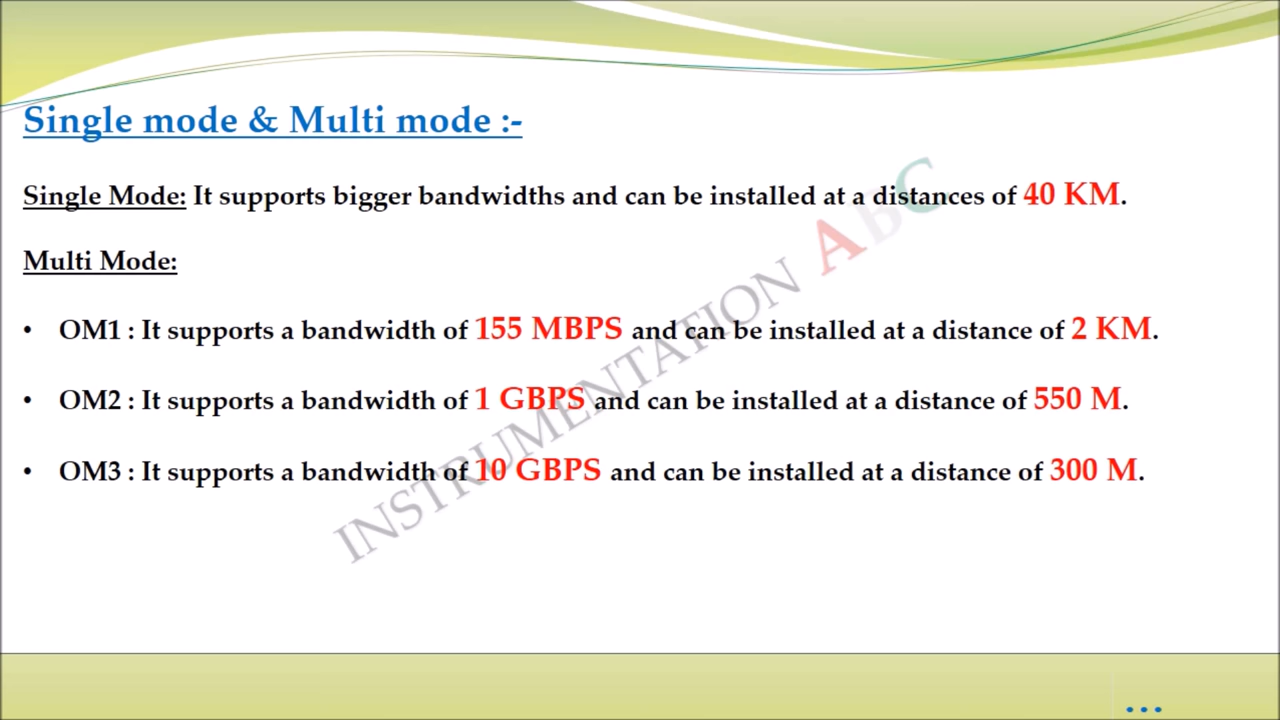 Single mode & Multi mode :-
Single Mode: It supports bigger bandwidths and can be installed at a distances of 40 KM.
Multi Mode:
• OM1 : It supports a bandwidth of 155 MBPS and can be installed at a distance of 2 KM.
• OM2 : It supports a bandwidth of 1 GBPS and can be installed at a distance of 550 M.
• OM3 : It supports a bandwidth of 10 GBPS and can be installed at a distance of 300 M.
INSTRUMENTATION AbC
...